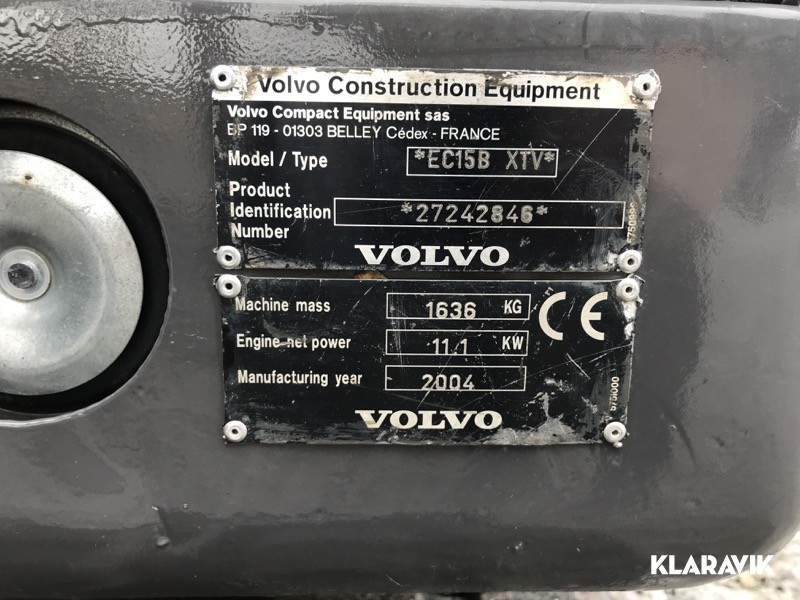 Volvo Construction Equipment
Volvo Compact Equipment sas
BP 119 - 01303 BELLEY Cédex - FRANCE
Model / Type *EC15B XTV*
Product
Identification *27242846*
Number
VOLVO
Machine mass 1636 KG
CE
Engine net power 11.1 KW
Manufacturing year 2004
5751000
VOLVO
KLARAVIK